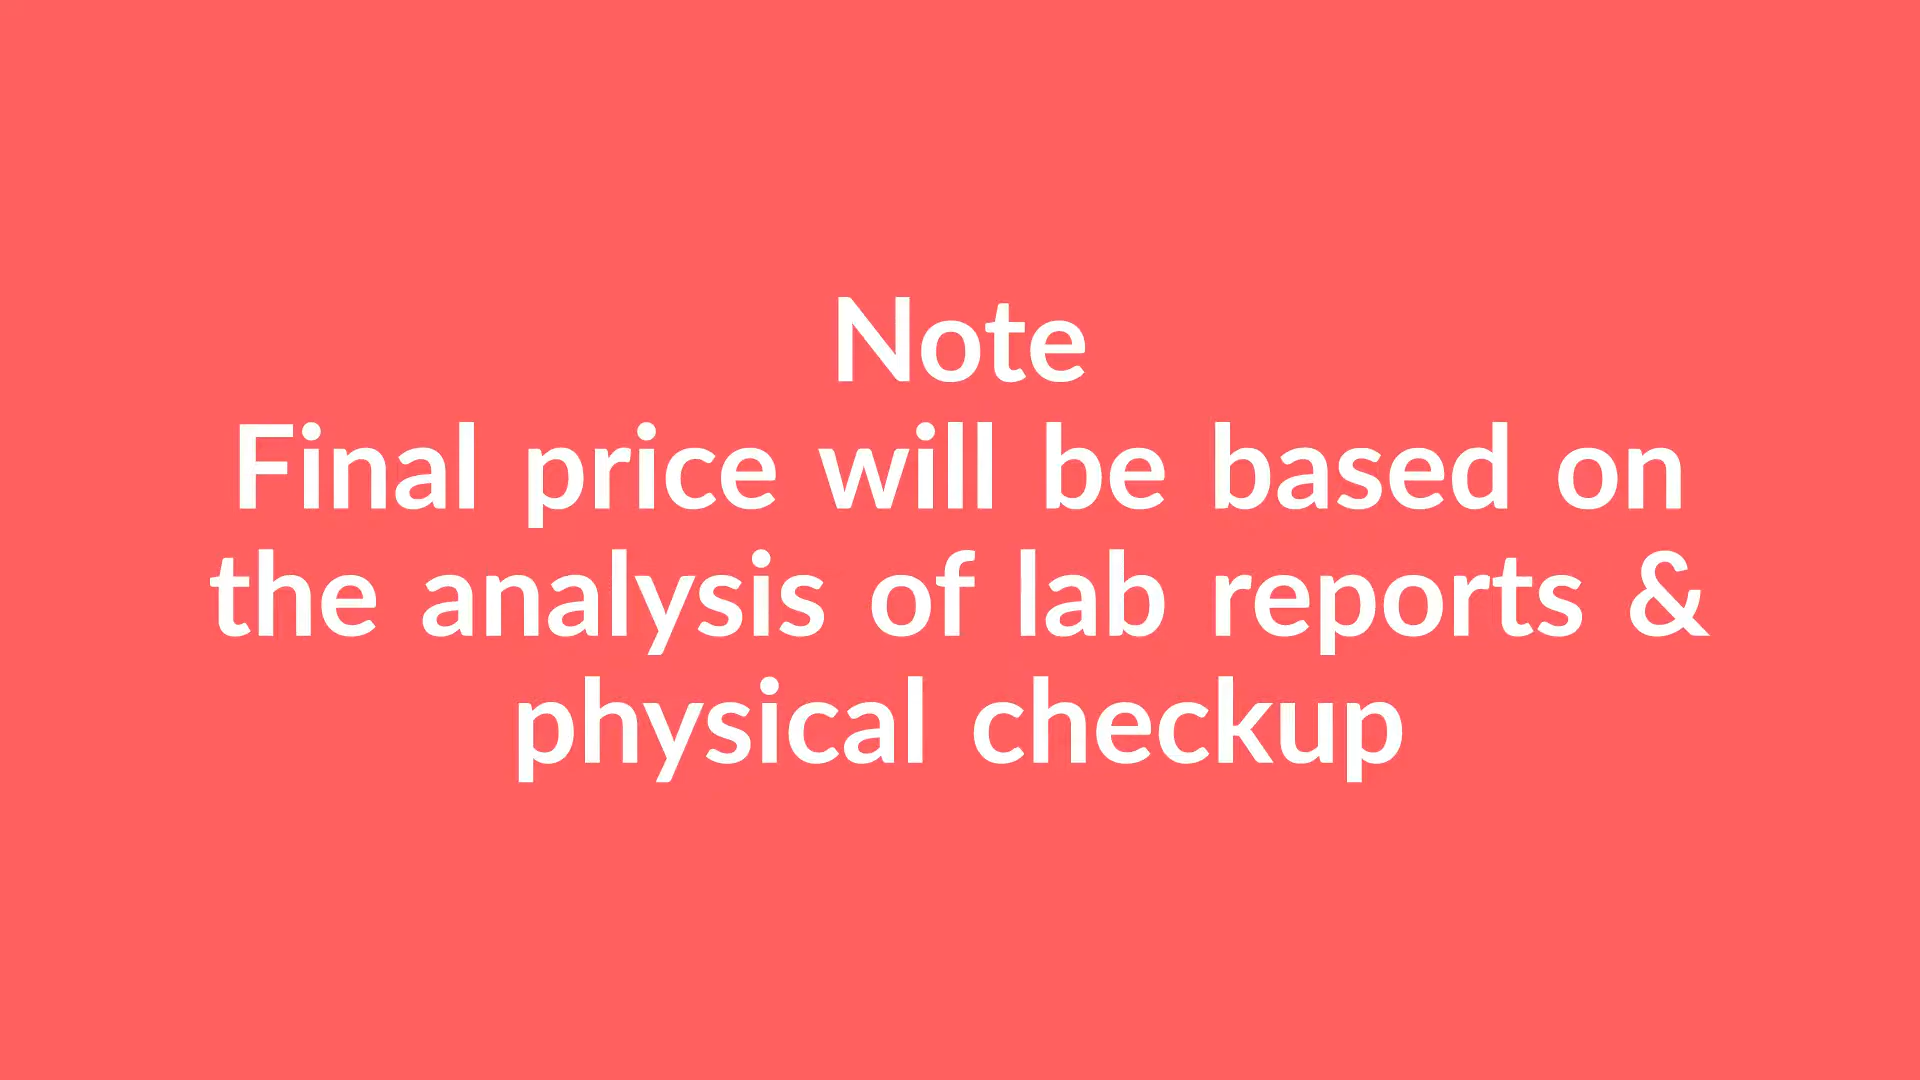 Note
Final price will be based on
the analysis of lab reports &
physical checkup